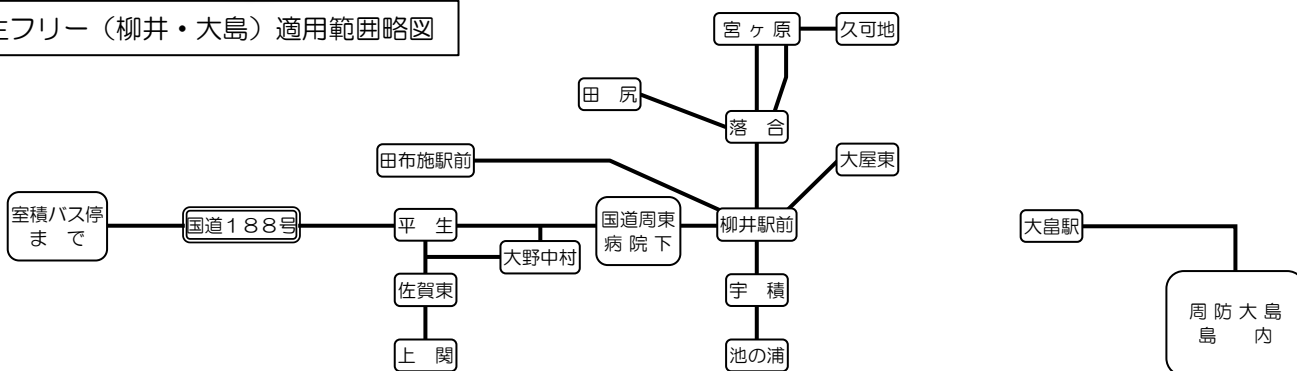 生フリー（柳井・大島）適用範囲略図
宮ヶ原
久可地
田　尻
落　合
田布施駅前
大屋東
室積バス停
ま　で
国道１８８号
平　生
国道周東
病院下
柳井駅前
大畠駅
大野中村
佐賀東
宇　積
周防大島
島　　内
上　関
池の浦